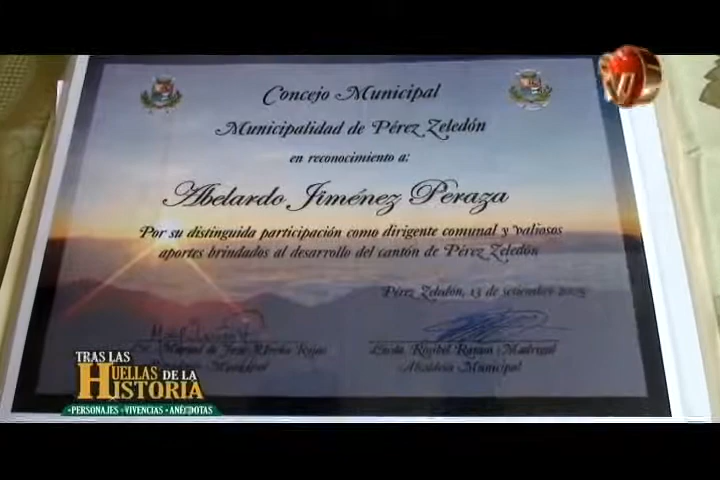 Concejo Municipal
Municipalidad de Pérez Zeledón
en reconocimiento a:
Abelardo Jiménez Peraza
Por su distinguida participación como dirigente comunal y valiosos
aportes brindados al desarrollo del cantón de Pérez Zeledón
Pérez Zeledón, 13 de setiembre
Municipal
Alcaldesa Municipal
TRAS LAS
HUELLAS DE LA
HISTORIA
•PERSONAJES •VIVENCIAS •ANÉCDOTAS